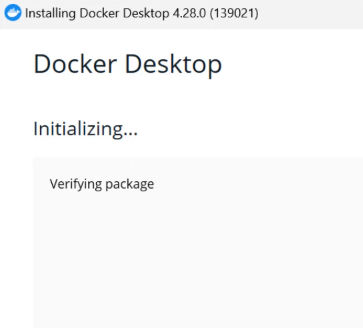 Installing Docker Desktop 4.28.0 (139021)
Docker Desktop
Initializing...
Verifying package